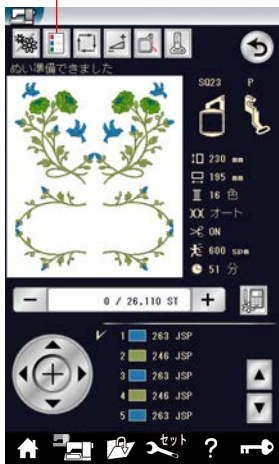 ぬい準備できました
SQ23 P
230 mm
195 mm
16 色
オート
ON
600 spm
51 分
0 / 26,110 ST
1 263 JSP
2 246 JSP
3 263 JSP
4 246 JSP
5 263 JSP
セット